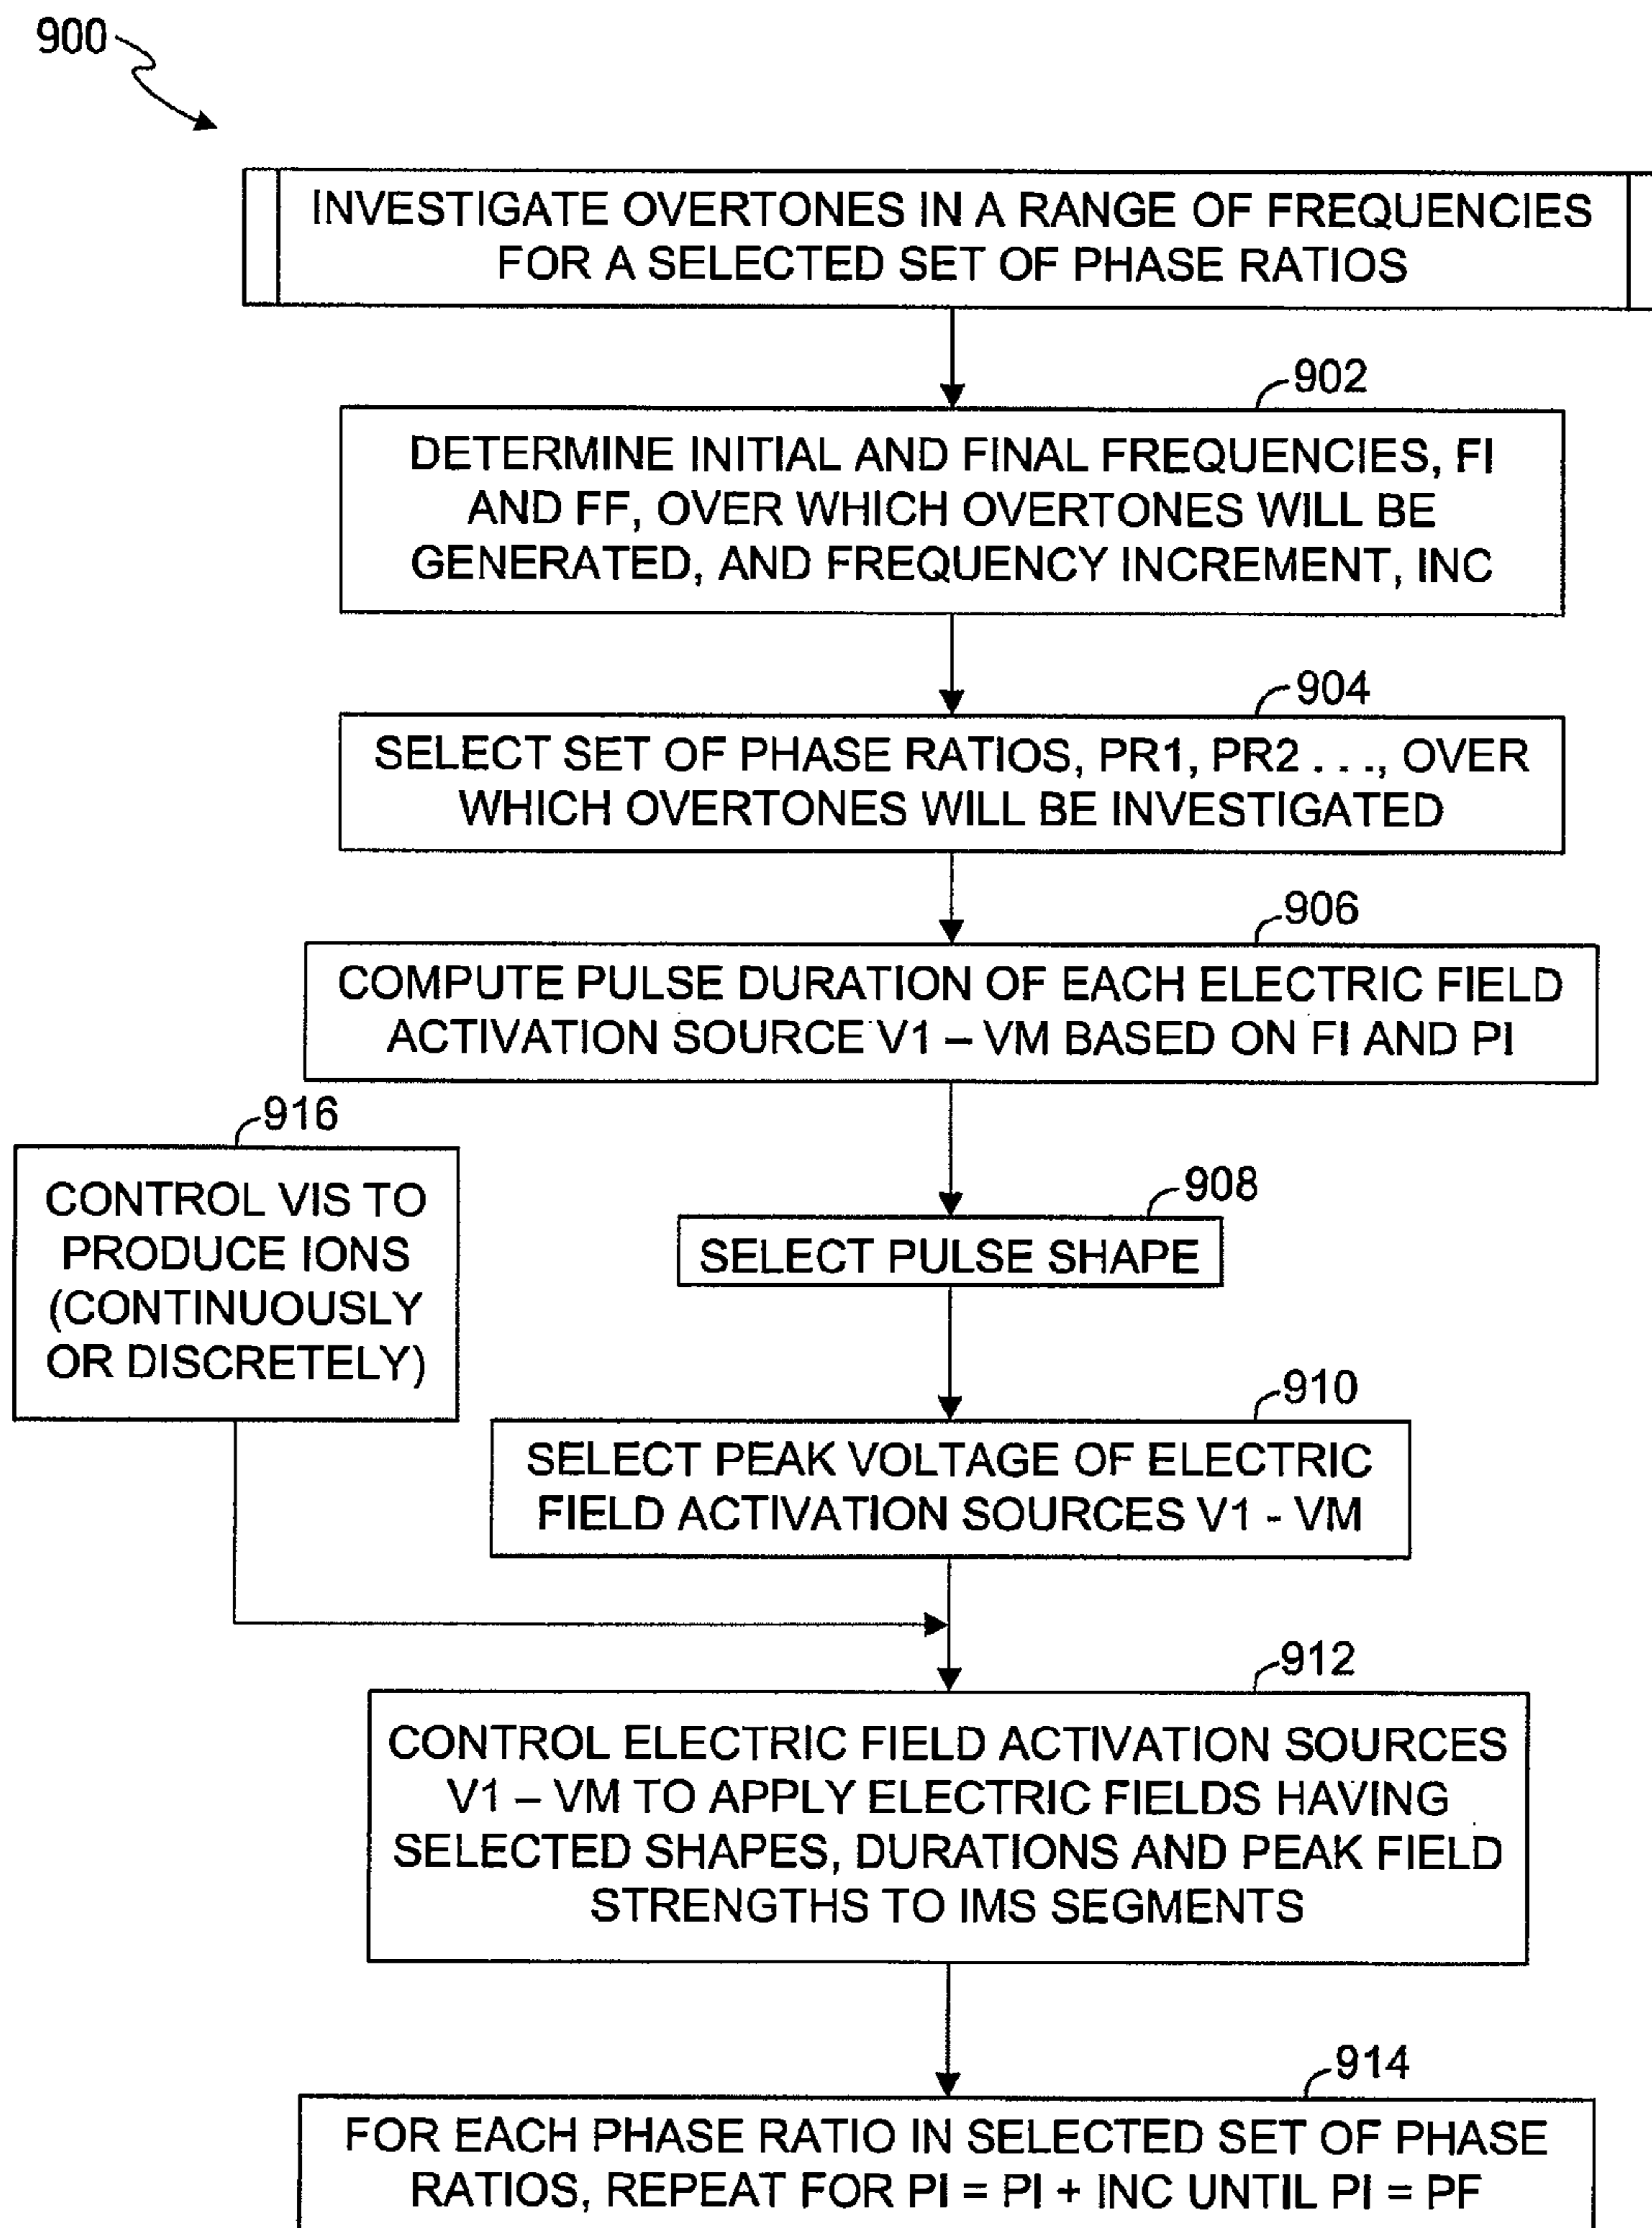 900
INVESTIGATE OVERTONES IN A RANGE OF FREQUENCIES
FOR A SELECTED SET OF PHASE RATIOS
902
DETERMINE INITIAL AND FINAL FREQUENCIES, FI
AND FF, OVER WHICH OVERTONES WILL BE
GENERATED, AND FREQUENCY INCREMENT, INC
904
SELECT SET OF PHASE RATIOS, PR1, PR2 . . ., OVER
WHICH OVERTONES WILL BE INVESTIGATED
906
COMPUTE PULSE DURATION OF EACH ELECTRIC FIELD
ACTIVATION SOURCE V1 – VM BASED ON FI AND PI
916
CONTROL VIS TO
PRODUCE IONS
(CONTINUOUSLY
OR DISCRETELY)
908
SELECT PULSE SHAPE
910
SELECT PEAK VOLTAGE OF ELECTRIC
FIELD ACTIVATION SOURCES V1 - VM
912
CONTROL ELECTRIC FIELD ACTIVATION SOURCES
V1 – VM TO APPLY ELECTRIC FIELDS HAVING
SELECTED SHAPES, DURATIONS AND PEAK FIELD
STRENGTHS TO IMS SEGMENTS
914
FOR EACH PHASE RATIO IN SELECTED SET OF PHASE
RATIOS, REPEAT FOR PI = PI + INC UNTIL PI = PF